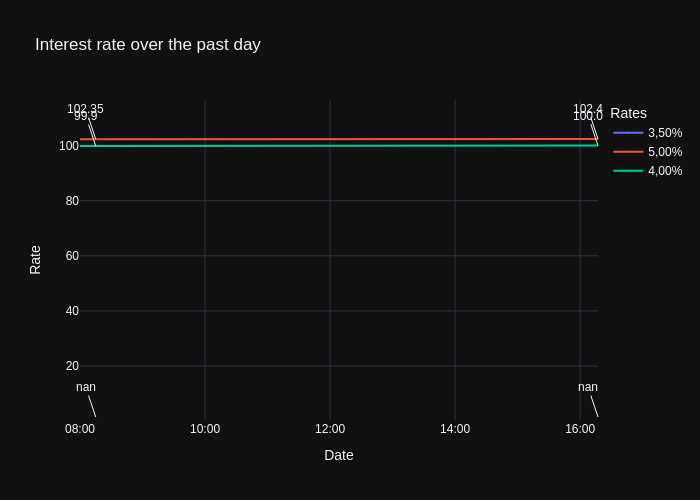 Interest rate over the past day
102.35
99.9
102.4
100.0
Rates
3,50%
5,00%
4,00%
100
80
60
40
20
Rate
nan
nan
08:00
10:00
12:00
14:00
16:00
Date